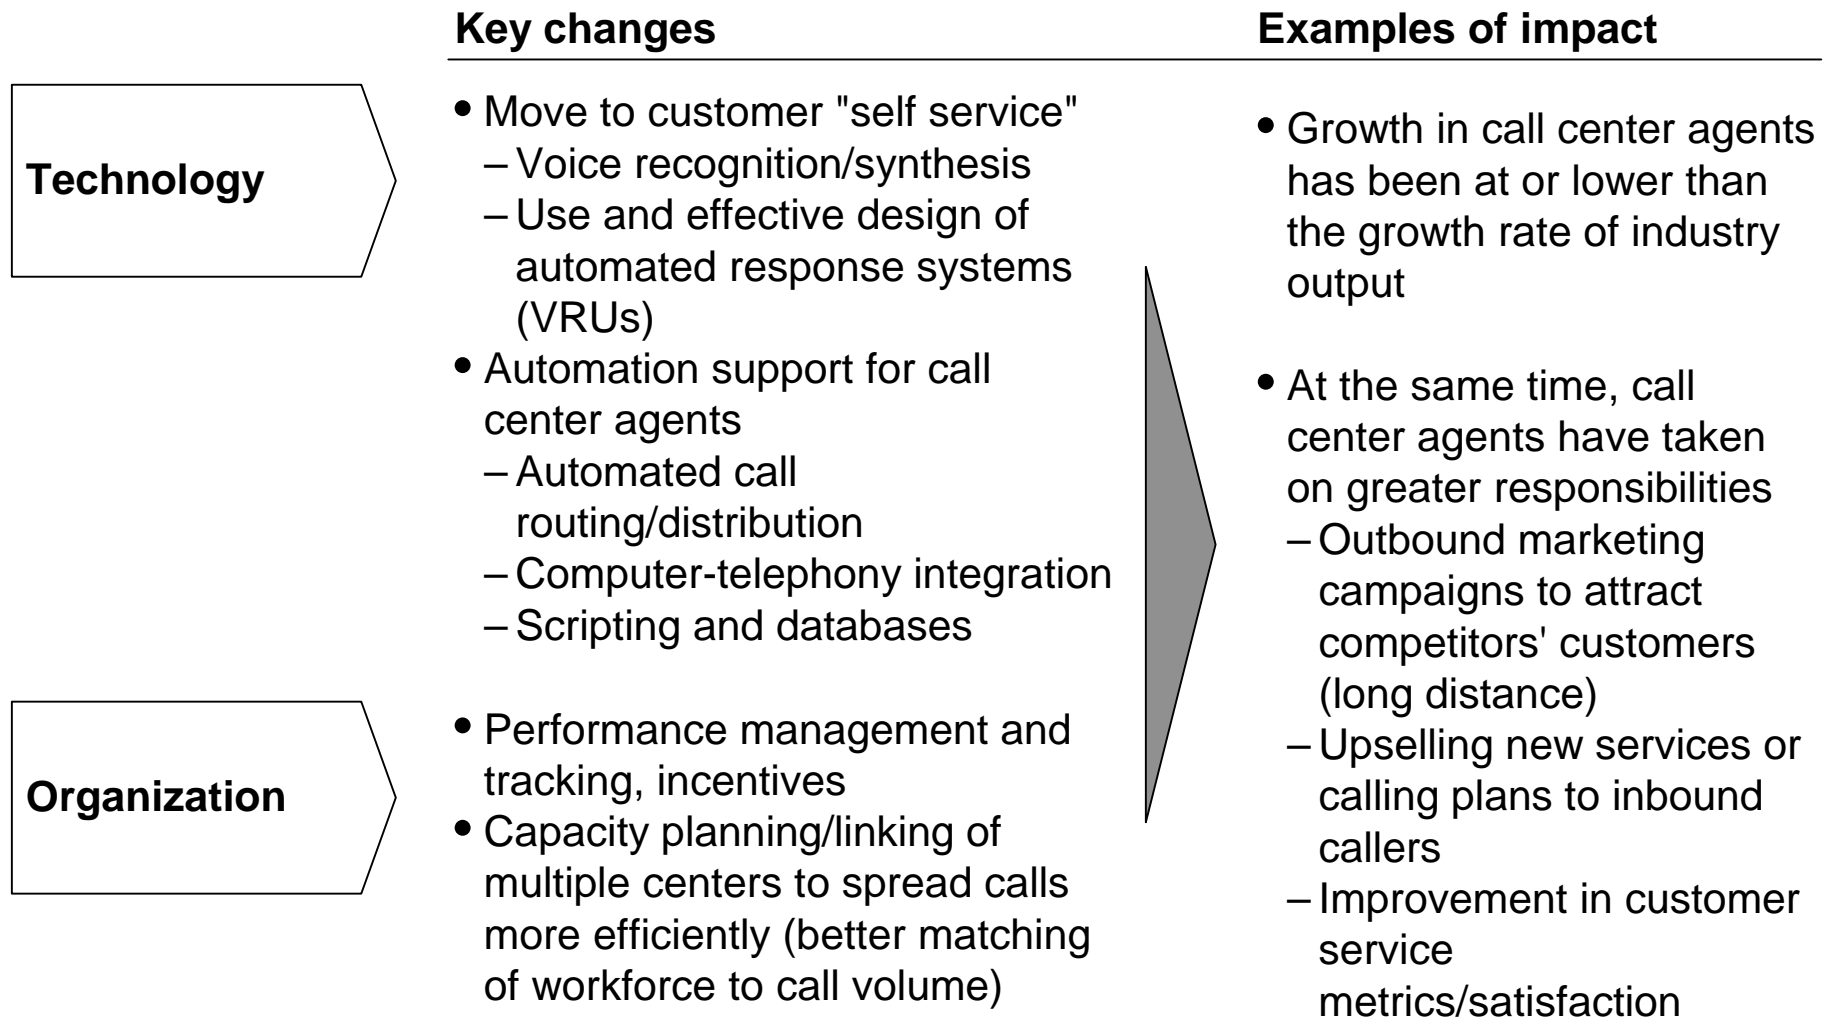 Key changes
Examples of impact
Technology
• Move to customer "self service"
– Voice recognition/synthesis
– Use and effective design of
automated response systems
(VRUs)
• Automation support for call
center agents
– Automated call
routing/distribution
– Computer-telephony integration
– Scripting and databases
Organization
• Performance management and
tracking, incentives
• Capacity planning/linking of
multiple centers to spread calls
more efficiently (better matching
of workforce to call volume)
• Growth in call center agents
has been at or lower than
the growth rate of industry
output
• At the same time, call
center agents have taken
on greater responsibilities
– Outbound marketing
campaigns to attract
competitors' customers
(long distance)
– Upselling new services or
calling plans to inbound
callers
– Improvement in customer
service
metrics/satisfaction